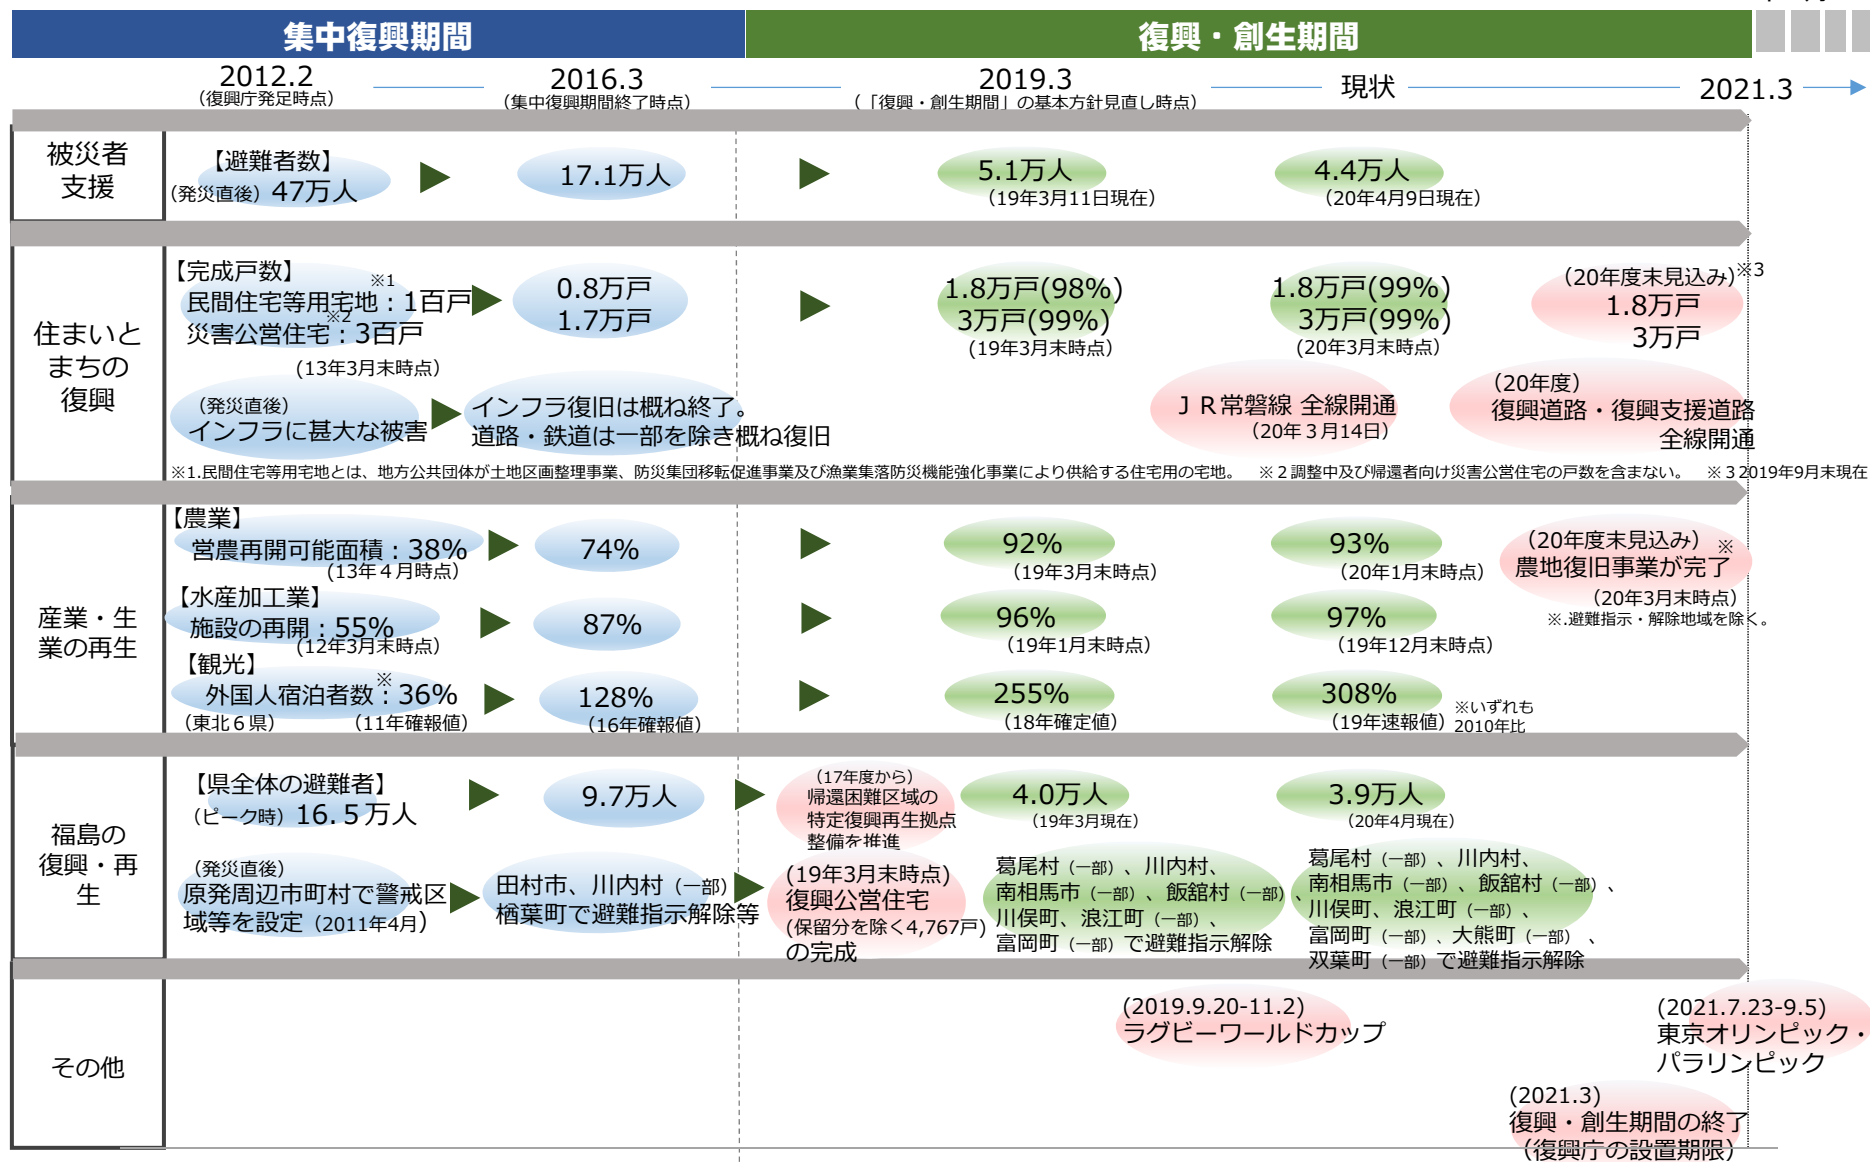 集中復興期間
復興・創生期間
2012.2
(復興庁発足時点)
2016.3
(集中復興期間終了時点)
2019.3
(「復興・創生期間」の基本方針見直し時点)
現状
2021.3
被災者
支援
【避難者数】
(発災直後) 47万人
17.1万人
5.1万人
(19年3月11日現在)
4.4万人
(20年4月9日現在)
住まいと
まちの
復興
【完成戸数】
民間住宅等用宅地※1：1百戸
災害公営住宅※2：3百戸
(13年3月末時点)
0.8万戸
1.7万戸
1.8万戸(98%)
3万戸(99%)
(19年3月末時点)
1.8万戸(99%)
3万戸(99%)
(20年3月末時点)
(20年度末見込み)※3
1.8万戸
3万戸
(発災直後)
インフラに甚大な被害
インフラ復旧は概ね終了。
道路・鉄道は一部を除き概ね復旧
ＪＲ常磐線 全線開通
(20年３月14日)
(20年度)
復興道路・復興支援道路
全線開通
※1.民間住宅等用宅地とは、地方公共団体が土地区画整理事業、防災集団移転促進事業及び漁業集落防災機能強化事業により供給する住宅用の宅地。　※２調整中及び帰還者向け災害公営住宅の戸数を含まない。　※３2019年9月末現在
産業・生
業の再生
【農業】
営農再開可能面積：38%
(13年４月時点)
74%
92%
(19年3月末時点)
93%
(20年1月末時点)
(20年度末見込み) ※
農地復旧事業が完了
(20年3月末時点)
※.避難指示・解除地域を除く。
【水産加工業】
施設の再開：55%
(12年3月末時点)
87%
96%
(19年1月末時点)
97%
(19年12月末時点)
【観光】
外国人宿泊者数※：36%
(東北６県)　(11年確報値)
128%
(16年確報値)
255%
(18年確定値)
308%
(19年速報値)
※いずれも
2010年比
福島の
復興・再
生
【県全体の避難者】
(ピーク時) 16.５万人
9.7万人
(17年度から)
帰還困難区域の
特定復興再生拠点
整備を推進
4.0万人
(19年3月現在)
3.9万人
(20年4月現在)
(発災直後)
原発周辺市町村で警戒区
域等を設定 (2011年4月)
田村市、川内村（一部）
楢葉町で避難指示解除等
(19年3月末時点)
復興公営住宅
(保留分を除く4,767戸)
の完成
葛尾村（一部）、川内村、
南相馬市（一部）、飯舘村（一部）、
川俣町、浪江町（一部）、
富岡町（一部）で避難指示解除
葛尾村（一部）、川内村、
南相馬市（一部）、飯舘村（一部）、
川俣町、浪江町（一部）、
富岡町（一部）、大熊町（一部）、
双葉町（一部）で避難指示解除
その他
(2019.9.20-11.2)
ラグビーワールドカップ
(2021.7.23-9.5)
東京オリンピック・
パラリンピック
(2021.3)
復興・創生期間の終了
（復興庁の設置期限）